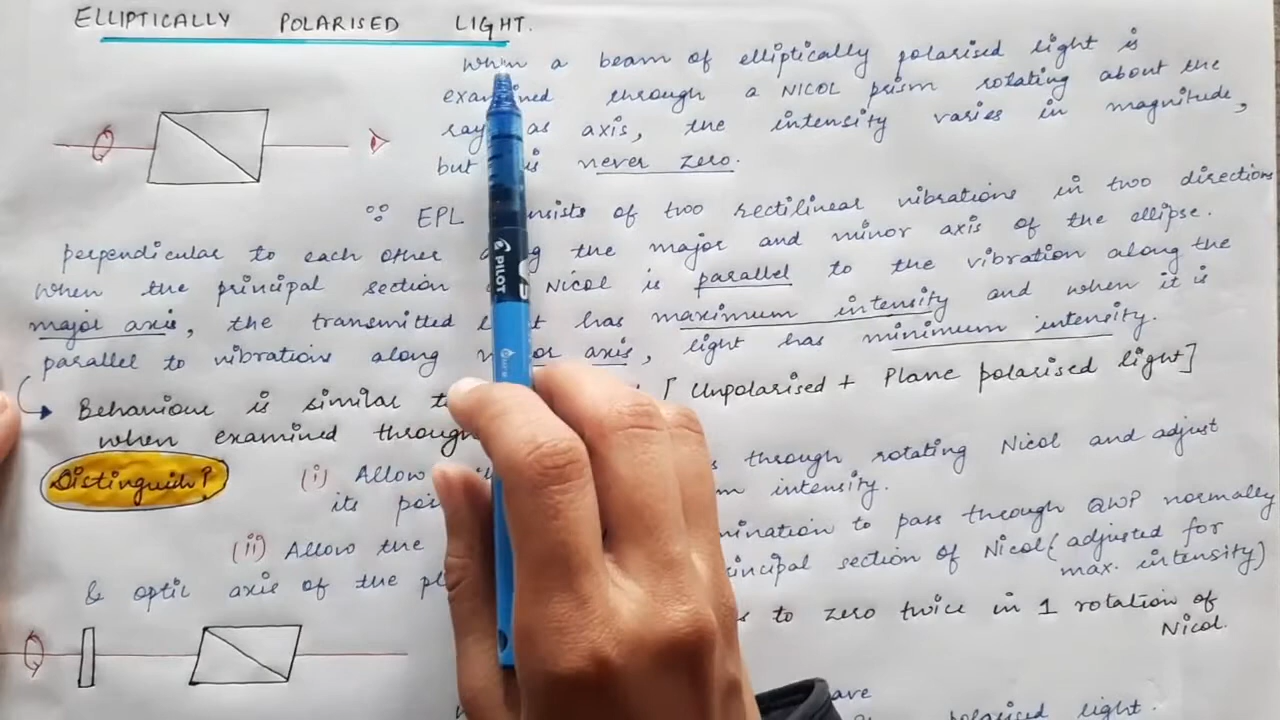 ELLIPTICALLY POLARISED LIGHT.
When a beam of elliptically polarised light is
examined through a NICOL prism rotating about the
ray as axis, the intensity varies in magnitude,
but is never zero.
∵ EPL consists of two rectilinear vibrations in two directions
perpendicular to each other along the major and minor axis of the ellipse.
When the principal section Nicol is parallel to the vibration along the
major axis, the transmitted light has maximum intensity and when it is
parallel to vibrations along minor axis, light has minimum intensity.
Behaviour is similar [Unpolarised + Plane polarised light]
when examined through
Distinguish?
(i) Allow through rotating Nicol and adjust
its intensity.
(ii) Allow the to pass through QWP normally
& optic axis of the section of Nicol (adjusted for
max. intensity)
to zero twice in 1 rotation of
Nicol.
polarised light.
PILOT